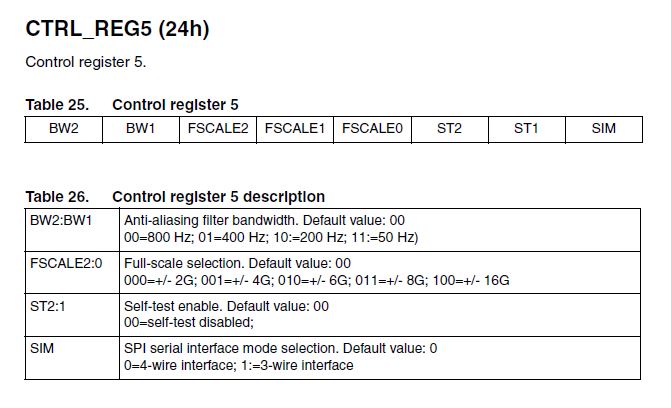 CTRL_REG5 (24h)
Control register 5.
Table 25. Control register 5
BW2 BW1 FSCALE2 FSCALE1 FSCALE0 ST2 ST1 SIM
Table 26. Control register 5 description
BW2:BW1 Anti-aliasing filter bandwidth. Default value: 00
00=800 Hz; 01=400 Hz; 10:=200 Hz; 11:=50 Hz)
FSCALE2:0 Full-scale selection. Default value: 00
000=+/- 2G; 001=+/- 4G; 010=+/- 6G; 011=+/- 8G; 100=+/- 16G
ST2:1 Self-test enable. Default value: 00
00=self-test disabled;
SIM SPI serial interface mode selection. Default value: 0
0=4-wire interface; 1:=3-wire interface